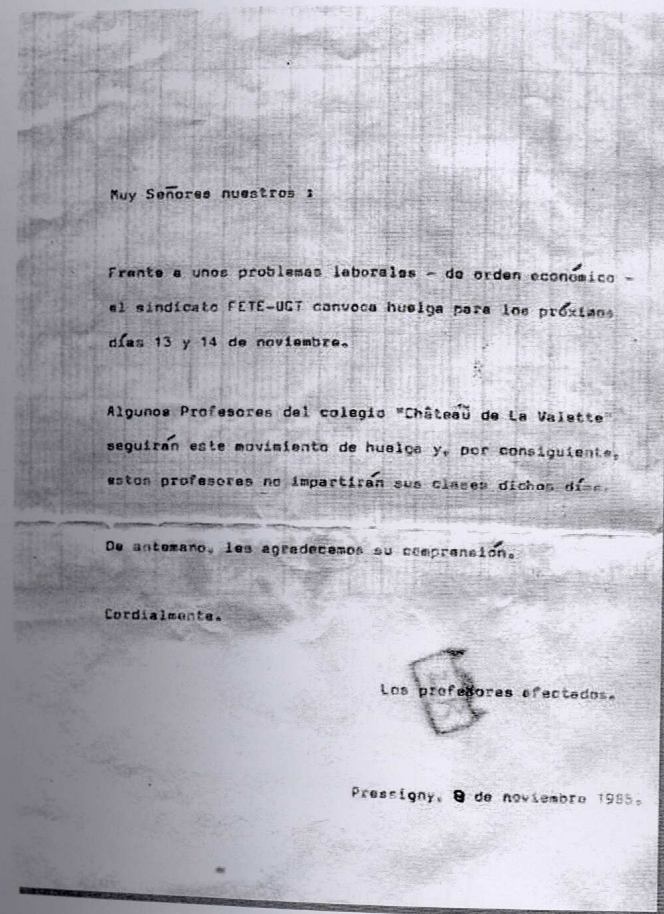 Muy Señores nuestros :
Frente a unos problemas laborales - de orden económico -
el sindicato FETE-UGT convoca huelga para los próximos
días 13 y 14 de noviembre.
Algunos Profesores del colegio "Château de La Valette"
seguirán este movimiento de huelga y, por consiguiente,
estos profesores no impartirán sus clases dichos días.
De antemano, les agradecemos su comprensión.
Cordialmente.
Los profesores afectados.
Pressigny, 8 de noviembre 1985.